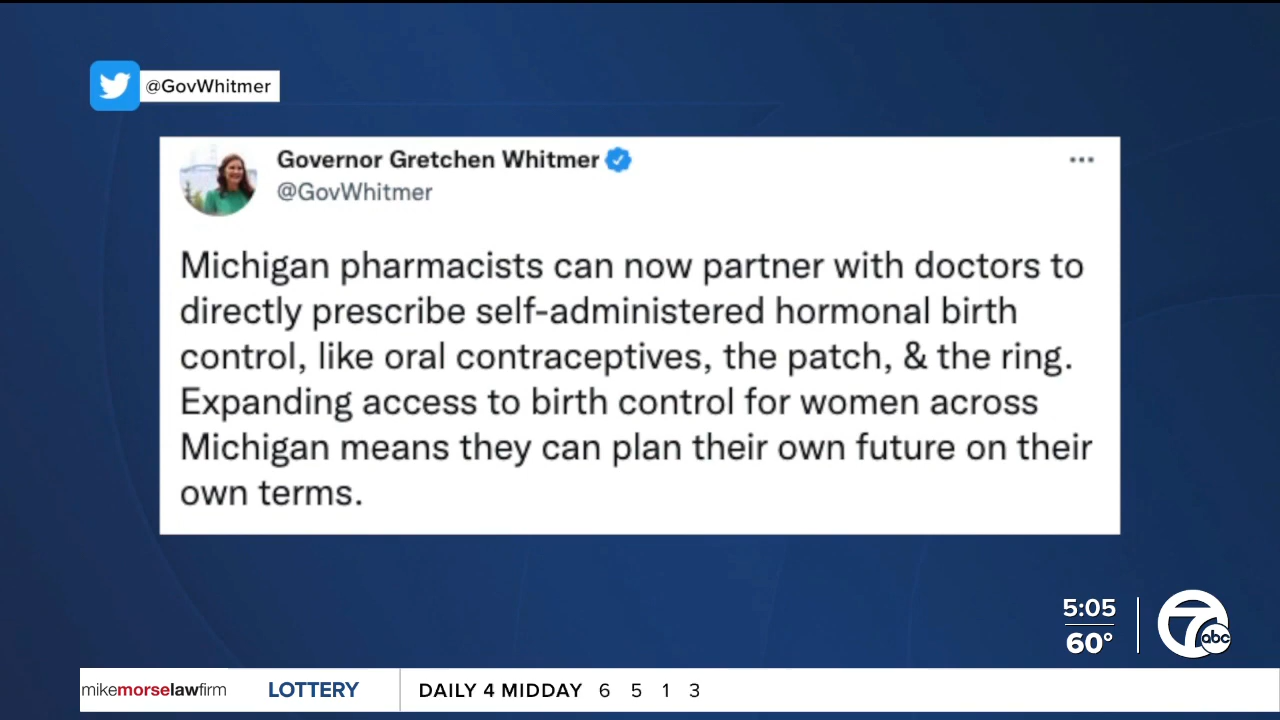 @GovWhitmer
Governor Gretchen Whitmer
@GovWhitmer
Michigan pharmacists can now partner with doctors to
directly prescribe self-administered hormonal birth
control, like oral contraceptives, the patch, & the ring.
Expanding access to birth control for women across
Michigan means they can plan their own future on their
own terms.
5:05
60°
7 abc
mikemorselawfirm LOTTERY DAILY 4 MIDDAY 6 5 1 3